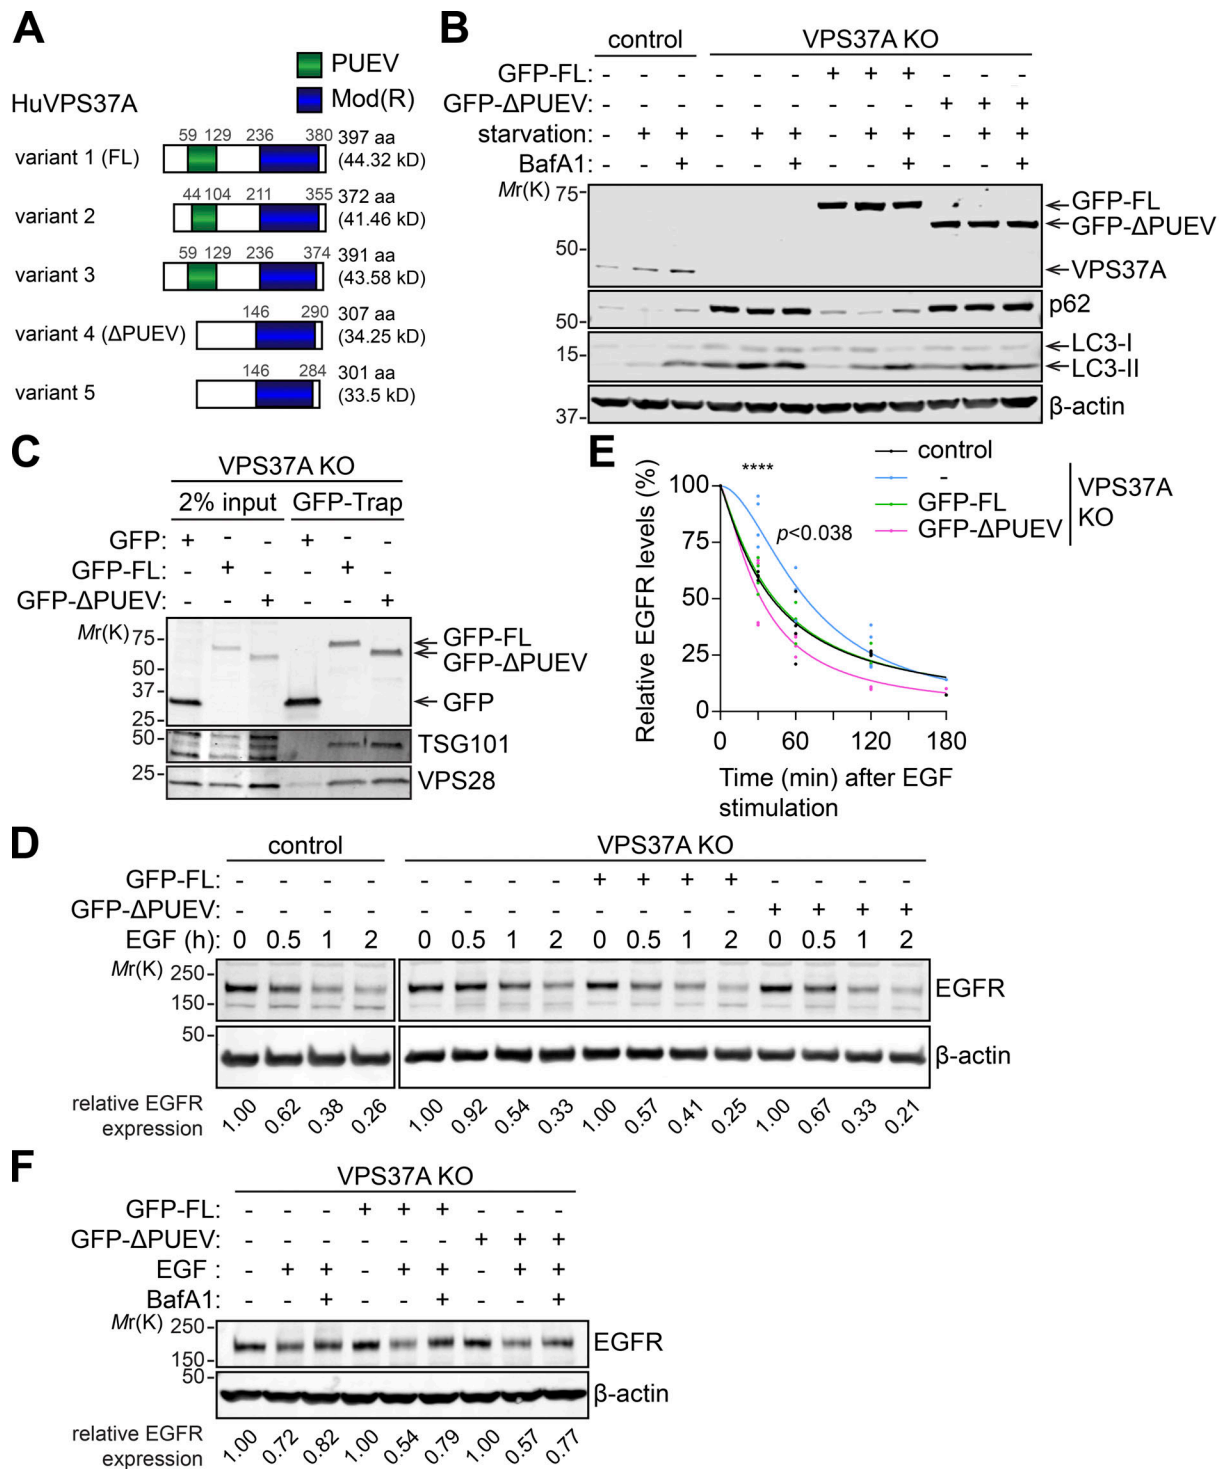 A
PUEV
Mod(R)
HuVPS37A
59 129 236 380 397 aa
variant 1 (FL) (44.32 kD)
44 104 211 355 372 aa
variant 2 (41.46 kD)
59 129 236 374 391 aa
variant 3 (43.58 kD)
146 290 307 aa
variant 4 (ΔPUEV) (34.25 kD)
146 284 301 aa
variant 5 (33.5 kD)
B
control VPS37A KO
GFP-FL: - - - - - - + + + - - -
GFP-ΔPUEV: - - - - - - - - - + + +
starvation: - + + - + + - + + - + +
BafA1: - - + - - + - - + - - +
Mr(K) 75-
50-
GFP-FL
GFP-ΔPUEV
VPS37A
50-
p62
15-
LC3-I
LC3-II
37-
β-actin
C
VPS37A KO
2% input GFP-Trap
GFP: + - - + - -
GFP-FL: - + - - + -
GFP-ΔPUEV: - - + - - +
Mr(K) 75-
50-
37-
25-
GFP-FL
GFP-ΔPUEV
GFP
50-
TSG101
25-
VPS28
E
control
-
GFP-FL
GFP-ΔPUEV
VPS37A
KO
****
p<0.038
Relative EGFR levels (%)
100
75
50
25
0
0 60 120 180
Time (min) after EGF
stimulation
D
control VPS37A KO
GFP-FL: - - - - - - - - + + + + - - - -
GFP-ΔPUEV: - - - - - - - - - - - - + + + +
EGF (h): 0 0.5 1 2 0 0.5 1 2 0 0.5 1 2 0 0.5 1 2
Mr(K) 250-
150-
EGFR
50-
β-actin
relative EGFR
expression
1.00 0.62 0.38 0.26 1.00 0.92 0.54 0.33 1.00 0.57 0.41 0.25 1.00 0.67 0.33 0.21
F
VPS37A KO
GFP-FL: - - - + + + - - -
GFP-ΔPUEV: - - - - - - + + +
EGF : - + + - + + - + +
BafA1: - - + - - + - - +
Mr(K) 250-
150-
EGFR
50-
β-actin
relative EGFR
expression
1.00 0.72 0.82 1.00 0.54 0.79 1.00 0.57 0.77